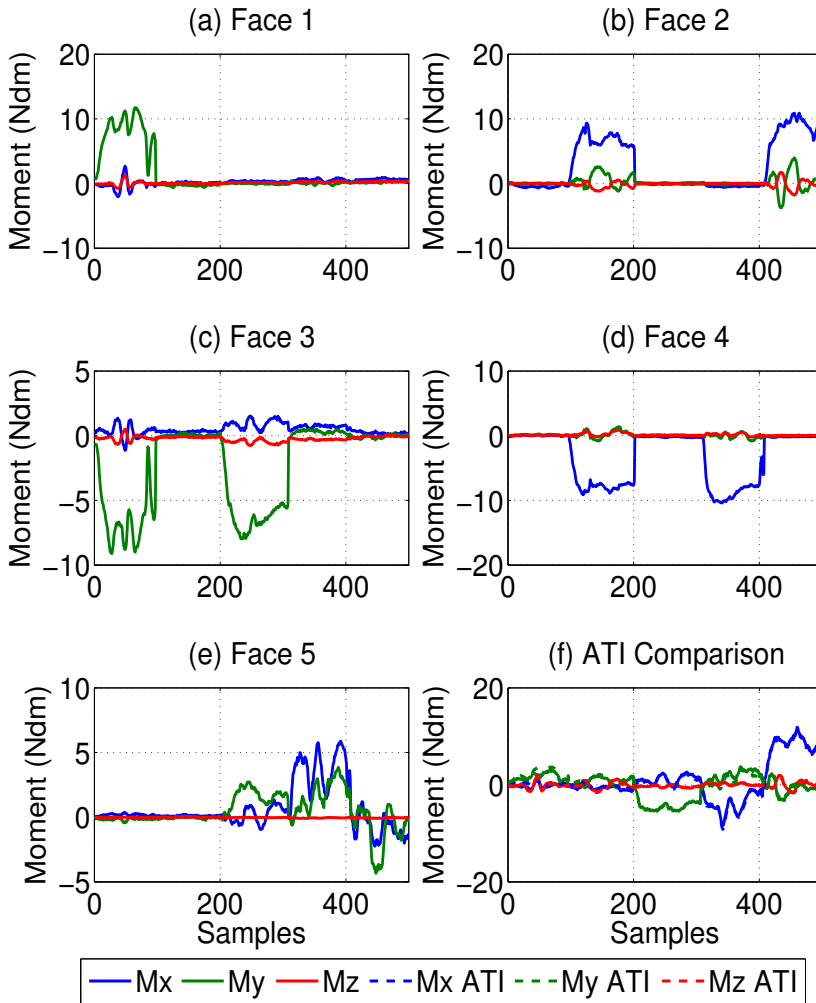 (a) Face 1
(b) Face 2
Moment (Ndm)
20
10
0
−10
0
200
400
Moment (Ndm)
20
10
0
−10
0
200
400
(c) Face 3
(d) Face 4
Moment (Ndm)
5
0
−5
−10
0
200
400
Moment (Ndm)
10
0
−10
−20
0
200
400
(e) Face 5
(f) ATI Comparison
Moment (Ndm)
10
5
0
−5
0
200
400
Samples
Moment (Ndm)
20
0
−20
0
200
400
Samples
Mx My Mz Mx ATI My ATI Mz ATI